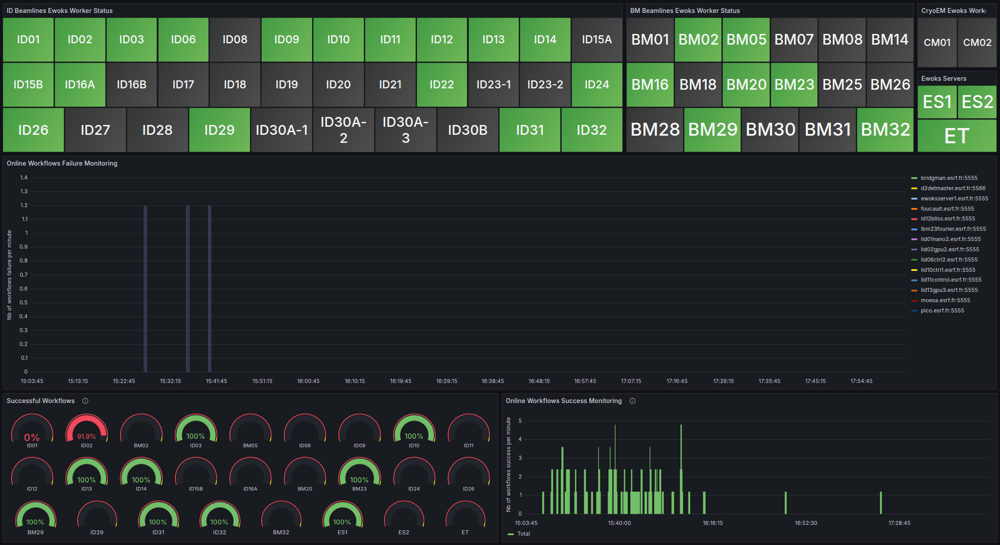 ID Beamlines Ewoks Worker Status
ID01 ID02 ID03 ID06 ID08 ID09 ID10 ID11 ID12 ID13 ID14 ID15A
ID15B ID16A ID16B ID17 ID18 ID19 ID20 ID21 ID22 ID23-1 ID23-2 ID24
ID26 ID27 ID28 ID29 ID30A-1 ID30A-2 ID30A-3 ID30B ID31 ID32
BM Beamlines Ewoks Worker Status
BM01 BM02 BM05 BM07 BM08 BM14
BM16 BM18 BM20 BM23 BM25 BM26
BM28 BM29 BM30 BM31 BM32
CryoEM Ewoks Work
CM01 CM02
Ewoks Servers
ES1 ES2
ET
Online Workflows Failure Monitoring
Nb of workflows failure per minute
1.4
1.3
1.2
1.1
1
0.9
0.8
0.7
0.6
0.5
0.4
0.3
0.2
0.1
0
15:03:45 15:13:15 15:22:45 15:32:15 15:41:45 15:51:15 16:00:45 16:10:15 16:19:45 16:29:15 16:38:45 16:48:15 16:57:45 17:07:15 17:16:45 17:26:15 17:35:45 17:45:15 17:54:45
bridgman.esrf.fr:5555
d2detmaster.esrf.fr:5566
ewoksserver1.esrf.fr:5555
foucault.esrf.fr:5555
id12bliss.esrf.fr:5555
lbm23fourier.esrf.fr:5555
lid01nano2.esrf.fr:5555
lid02gpu2.esrf.fr:5555
lid06ctrl2.esrf.fr:5555
lid10ctrl1.esrf.fr:5555
lid11control.esrf.fr:5555
lid13gpu3.esrf.fr:5555
moesa.esrf.fr:5555
pico.esrf.fr:5555
Successful Workflows
0% 91.9% 100% 100%
ID01 ID02 BM02 ID03 BM05 ID06 ID09 ID10 ID11
100% 100% 100%
ID12 ID13 ID14 ID15B ID16A BM20 BM23 ID24 ID26
100% 100% 100% 100%
BM29 ID29 ID31 ID32 BM32 ES1 ES2 ET
Online Workflows Success Monitoring
Nb of workflows success per minute
5
4
3
2
1
0
15:03:45 15:40:00 16:16:15 16:52:30 17:28:45
Total